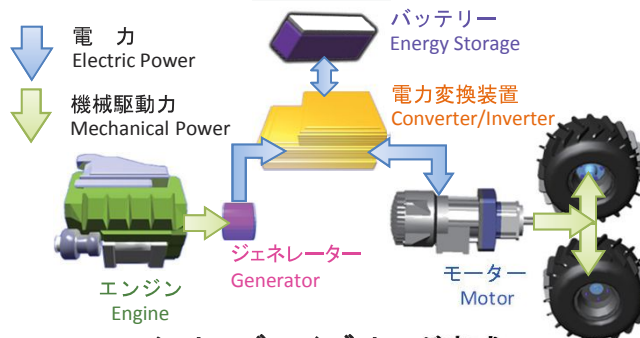 電 力
Electric Power
機械駆動力
Mechanical Power
バッテリー
Energy Storage
電力変換装置
Converter/Inverter
ジェネレーター
Generator
エンジン
Engine
モーター
Motor